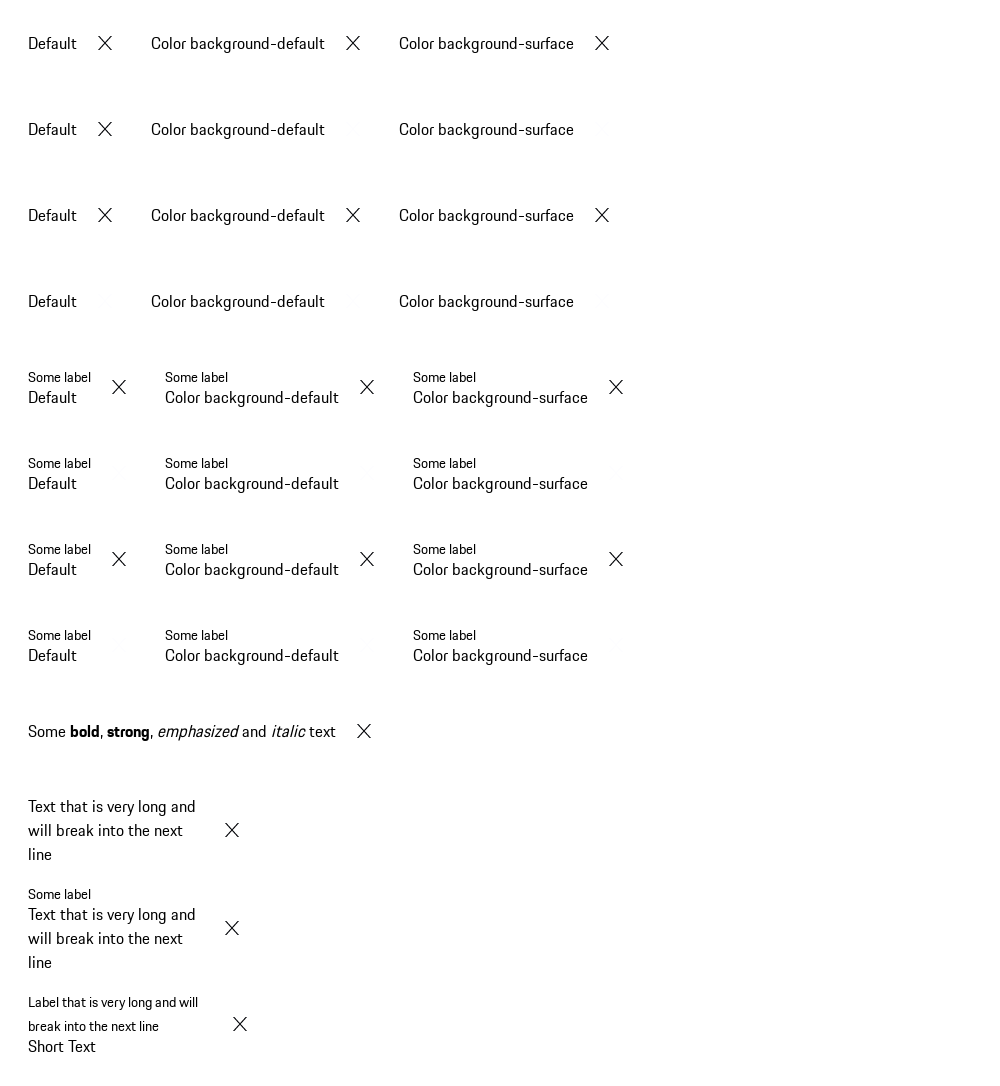 Default Color background-default Color background-surface
Default Color background-default Color background-surface
Default Color background-default Color background-surface
Default Color background-default Color background-surface
Some label Some label Some label
Default Color background-default Color background-surface
Some label Some label Some label
Default Color background-default Color background-surface
Some label Some label Some label
Default Color background-default Color background-surface
Some label Some label Some label
Default Color background-default Color background-surface
Some bold, strong, emphasized and italic text
Text that is very long and
will break into the next
line
Some label
Text that is very long and
will break into the next
line
Label that is very long and will
break into the next line
Short Text